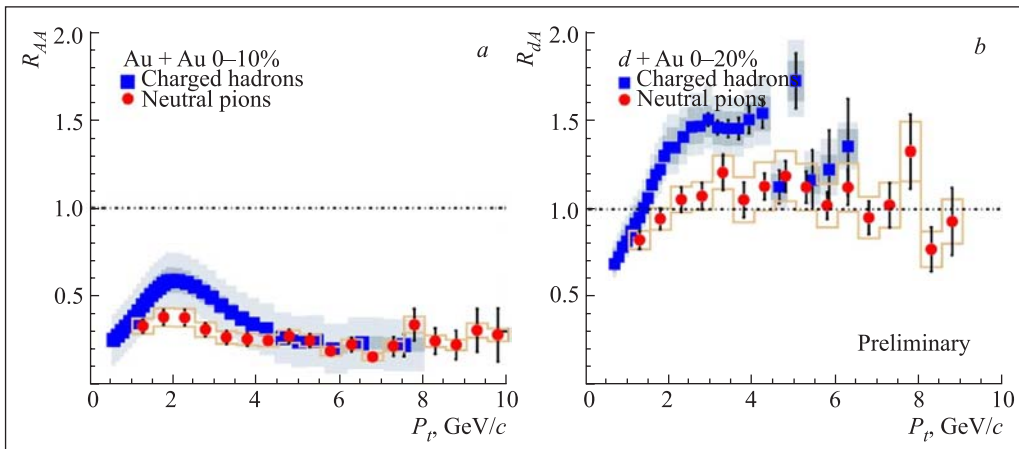 R_AA
2.0
1.5
1.0
0.5
Au + Au 0–10%
Charged hadrons
Neutral pions
a
0 2 4 6 8 10
P_t, GeV/c
R_dA
2.0
1.5
1.0
0.5
d + Au 0–20%
Charged hadrons
Neutral pions
b
Preliminary
0 2 4 6 8 10
P_t, GeV/c